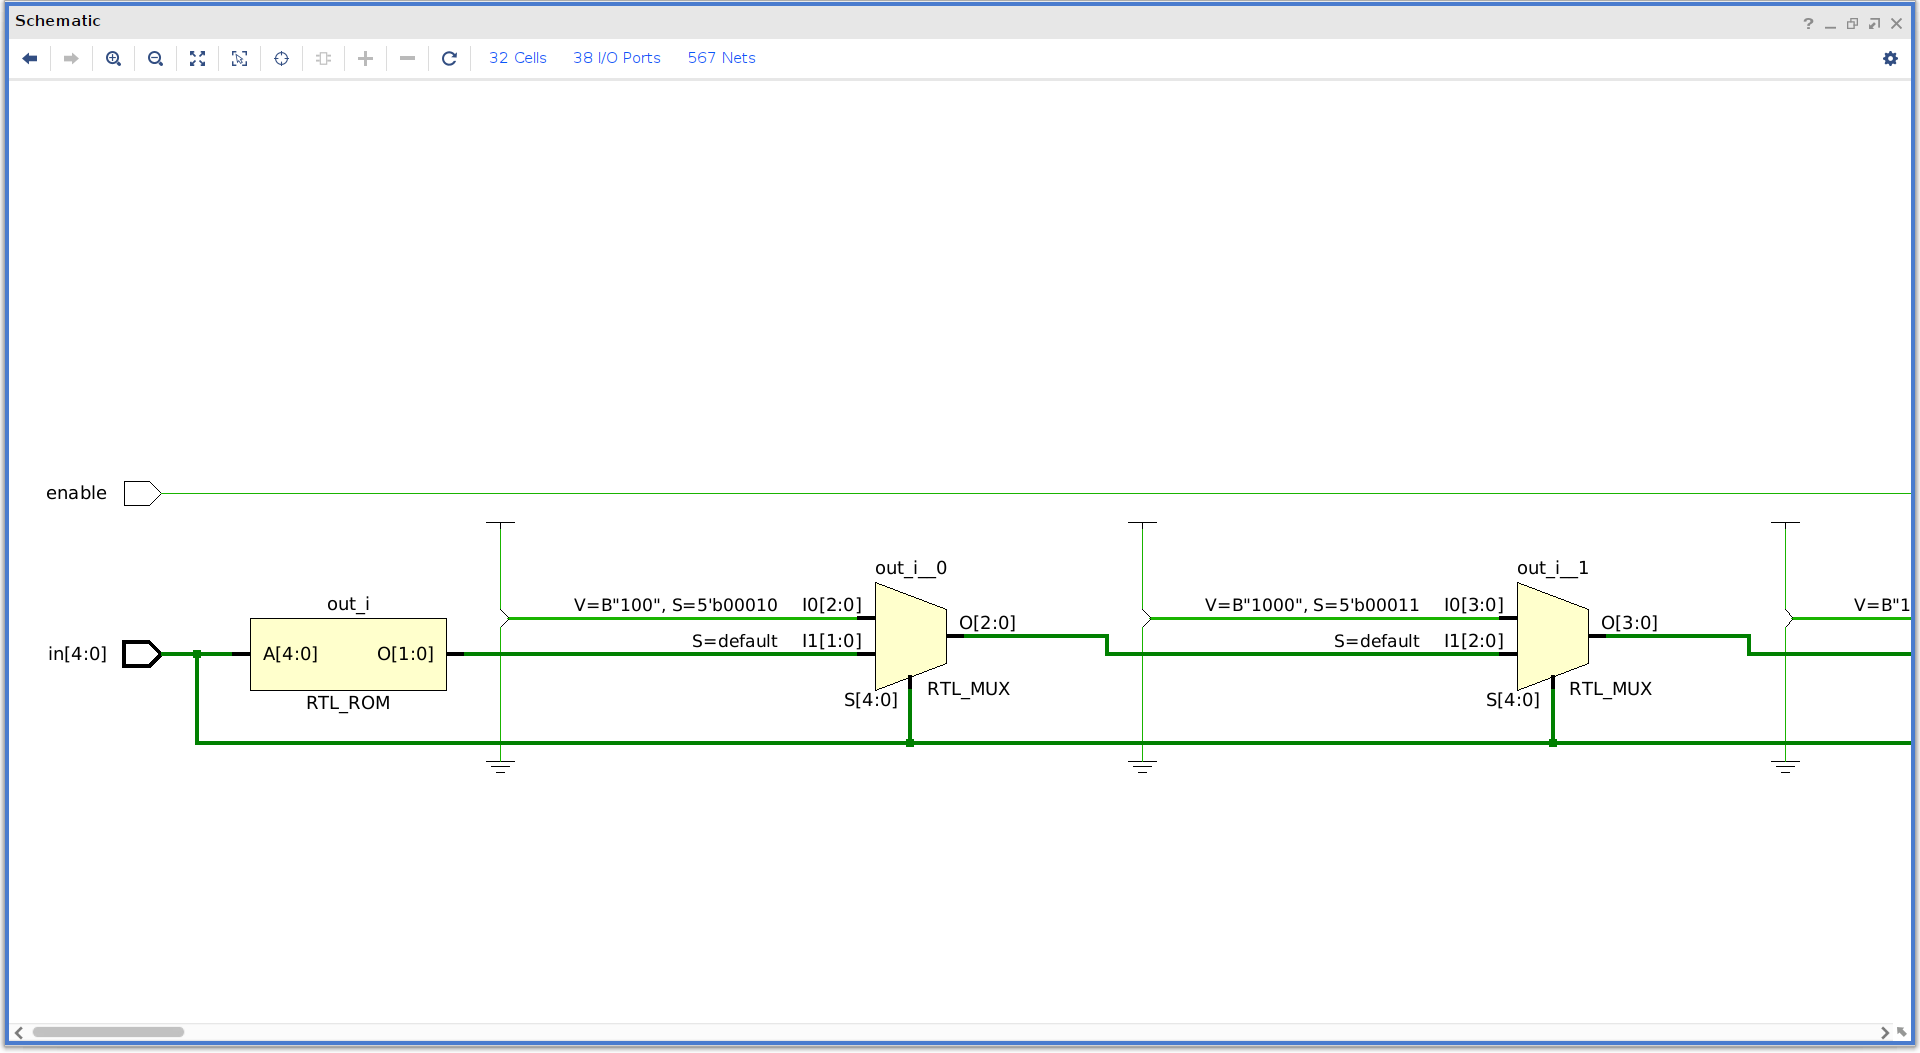 Schematic
32 Cells 38 I/O Ports 567 Nets
enable
out_i__0 out_i__1
out_i V=B"100", S=5'b00010 I0[2:0] V=B"1000", S=5'b00011 I0[3:0] V=B"1
O[2:0] O[3:0]
S=default I1[1:0] S=default I1[2:0]
in[4:0] A[4:0] O[1:0]
RTL_MUX RTL_MUX
RTL_ROM S[4:0] S[4:0]